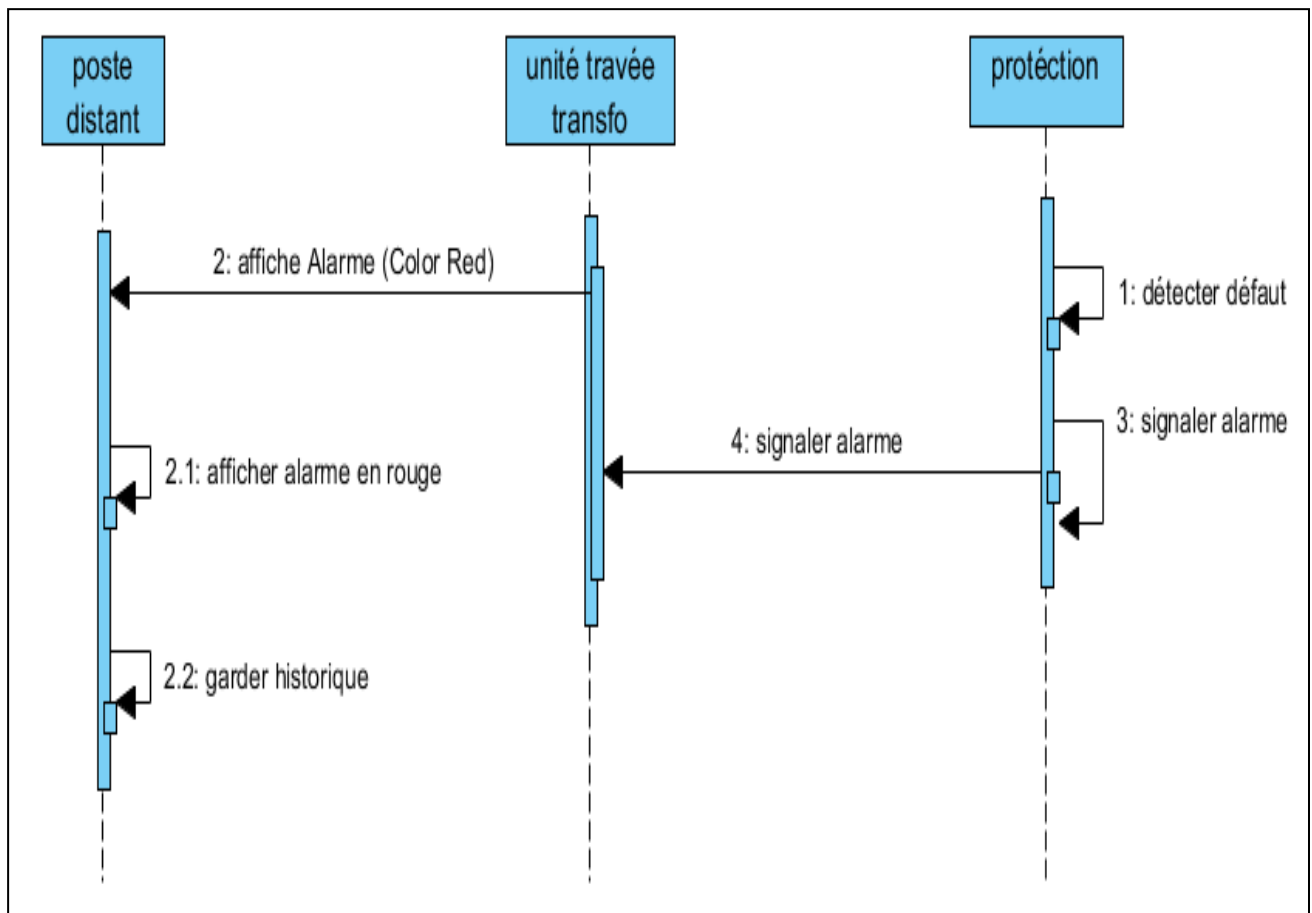 poste
distant
unité travée
transfo
protéction
2: affiche Alarme (Color Red)
1: détecter défaut
3: signaler alarme
4: signaler alarme
2.1: afficher alarme en rouge
2.2: garder historique